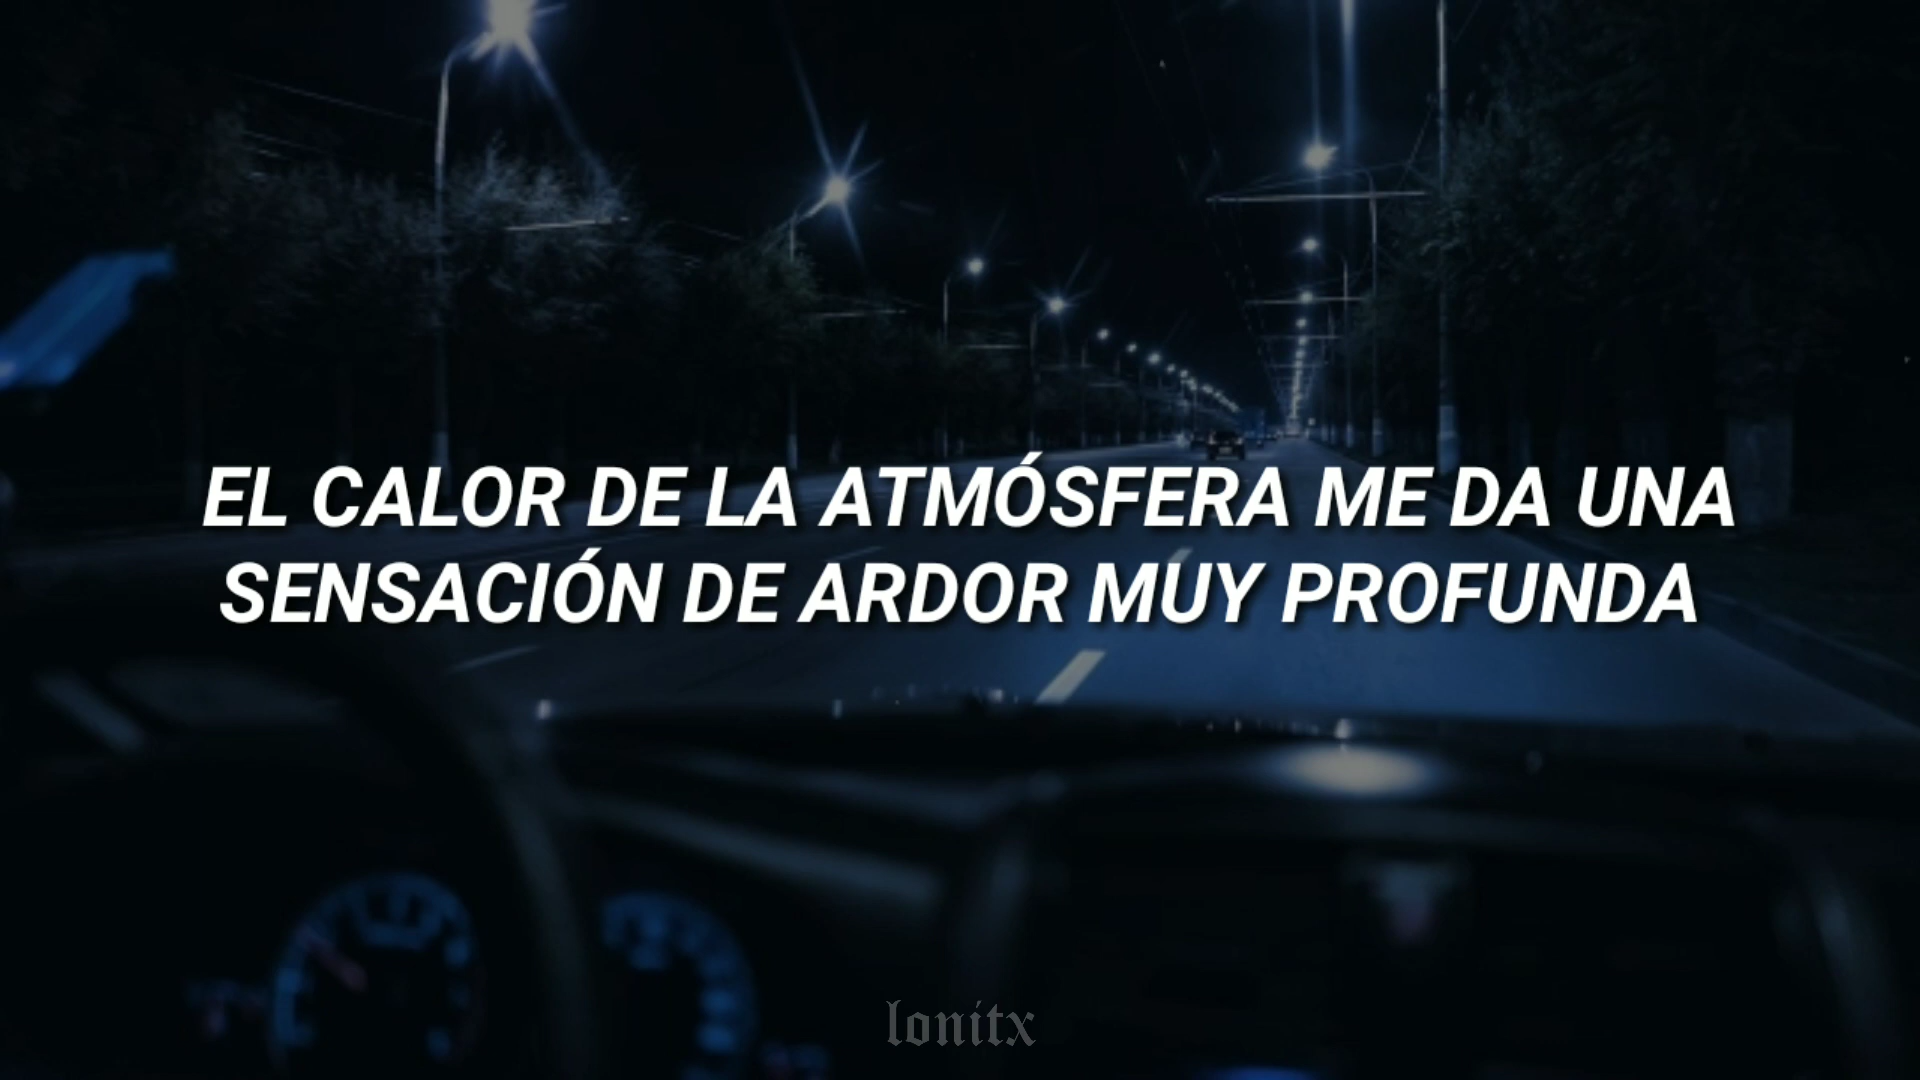 EL CALOR DE LA ATMÓSFERA ME DA UNA
SENSACIÓN DE ARDOR MUY PROFUNDA
lonitx